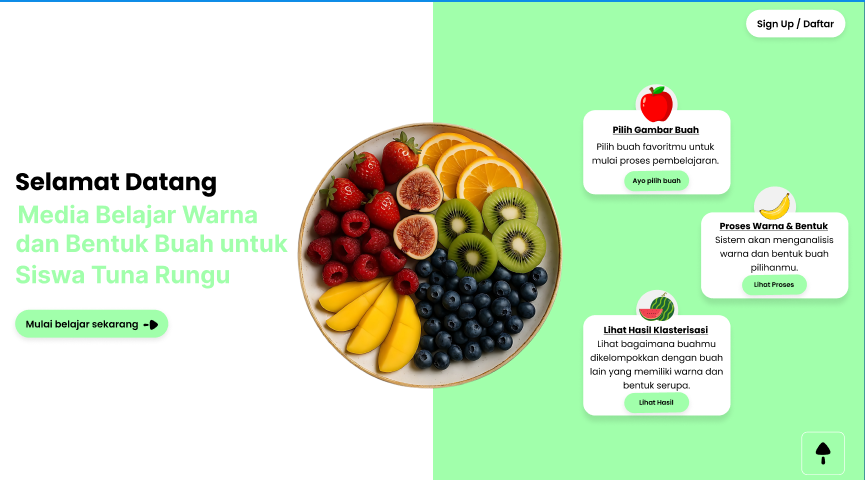 Sign Up / Daftar
Selamat Datang
Media Belajar Warna
dan Bentuk Buah untuk
Siswa Tuna Rungu
Mulai belajar sekarang
Pilih Gambar Buah
Pilih buah favoritmu untuk
mulai proses pembelajaran.
Ayo pilih buah
Proses Warna & Bentuk
Sistem akan menganalisis
warna dan bentuk buah
pilihanmu.
Lihat Proses
Lihat Hasil Klasterisasi
Lihat bagaimana buahmu
dikelompokkan dengan buah
lain yang memiliki warna dan
bentuk serupa.
Lihat Hasil